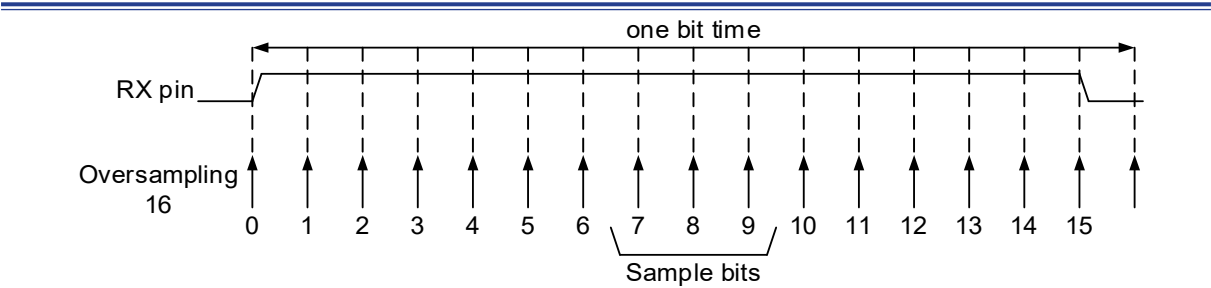 one bit time
RX pin
Oversampling
16
0 1 2 3 4 5 6 7 8 9 10 11 12 13 14 15
Sample bits